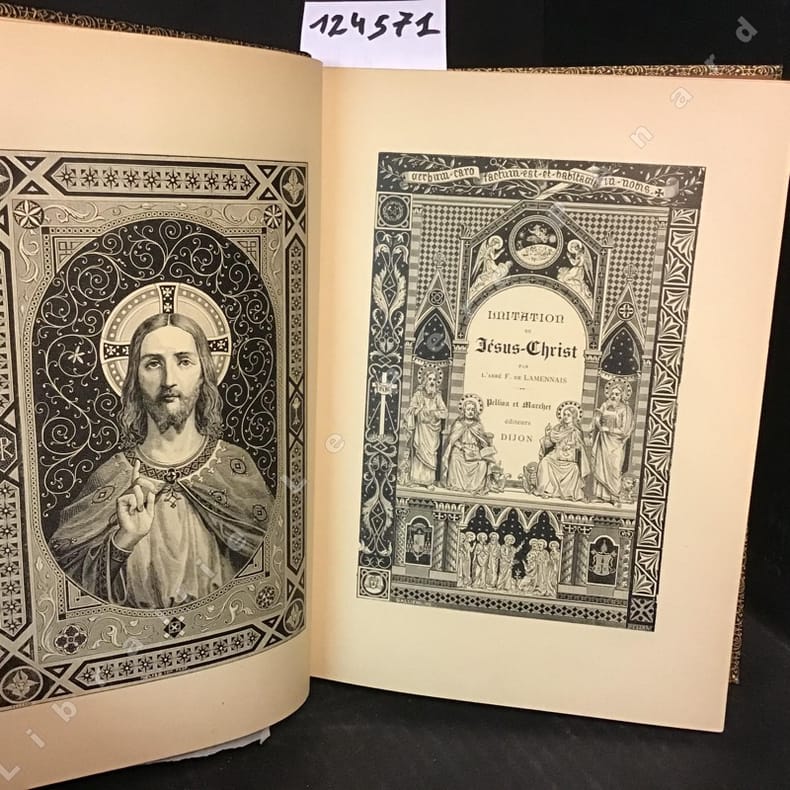 124571
verbum·caro factum·est·et·habitavit in·nobis.
IMITATION
DE
Jésus-Christ
PAR
L'ABBÉ F. DE LAMENNAIS
Pellion et Marchet
éditeurs
DIJON